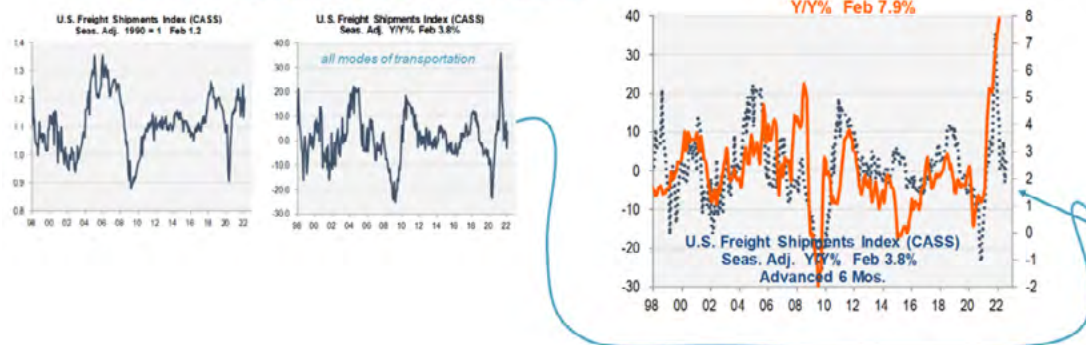 U.S. Freight Shipments Index (CASS)
Seas. Adj. 1990 = 1 Feb 1.2
1.4
1.3
1.2
1.1
1.0
0.9
0.8
98 00 02 04 06 08 10 12 14 16 18 20 22
U.S. Freight Shipments Index (CASS)
Seas. Adj. Y/Y% Feb 3.8%
all modes of transportation
40.0
30.0
20.0
10.0
0.0
-10.0
-20.0
-30.0
98 00 02 04 06 08 10 12 14 16 18 20 22
Y/Y% Feb 7.9%
40
30
20
10
0
-10
-20
-30
8
7
6
5
4
3
2
1
0
-1
-2
U.S. Freight Shipments Index (CASS)
Seas. Adj. Y/Y% Feb 3.8%
Advanced 6 Mos.
98 00 02 04 06 08 10 12 14 16 18 20 22